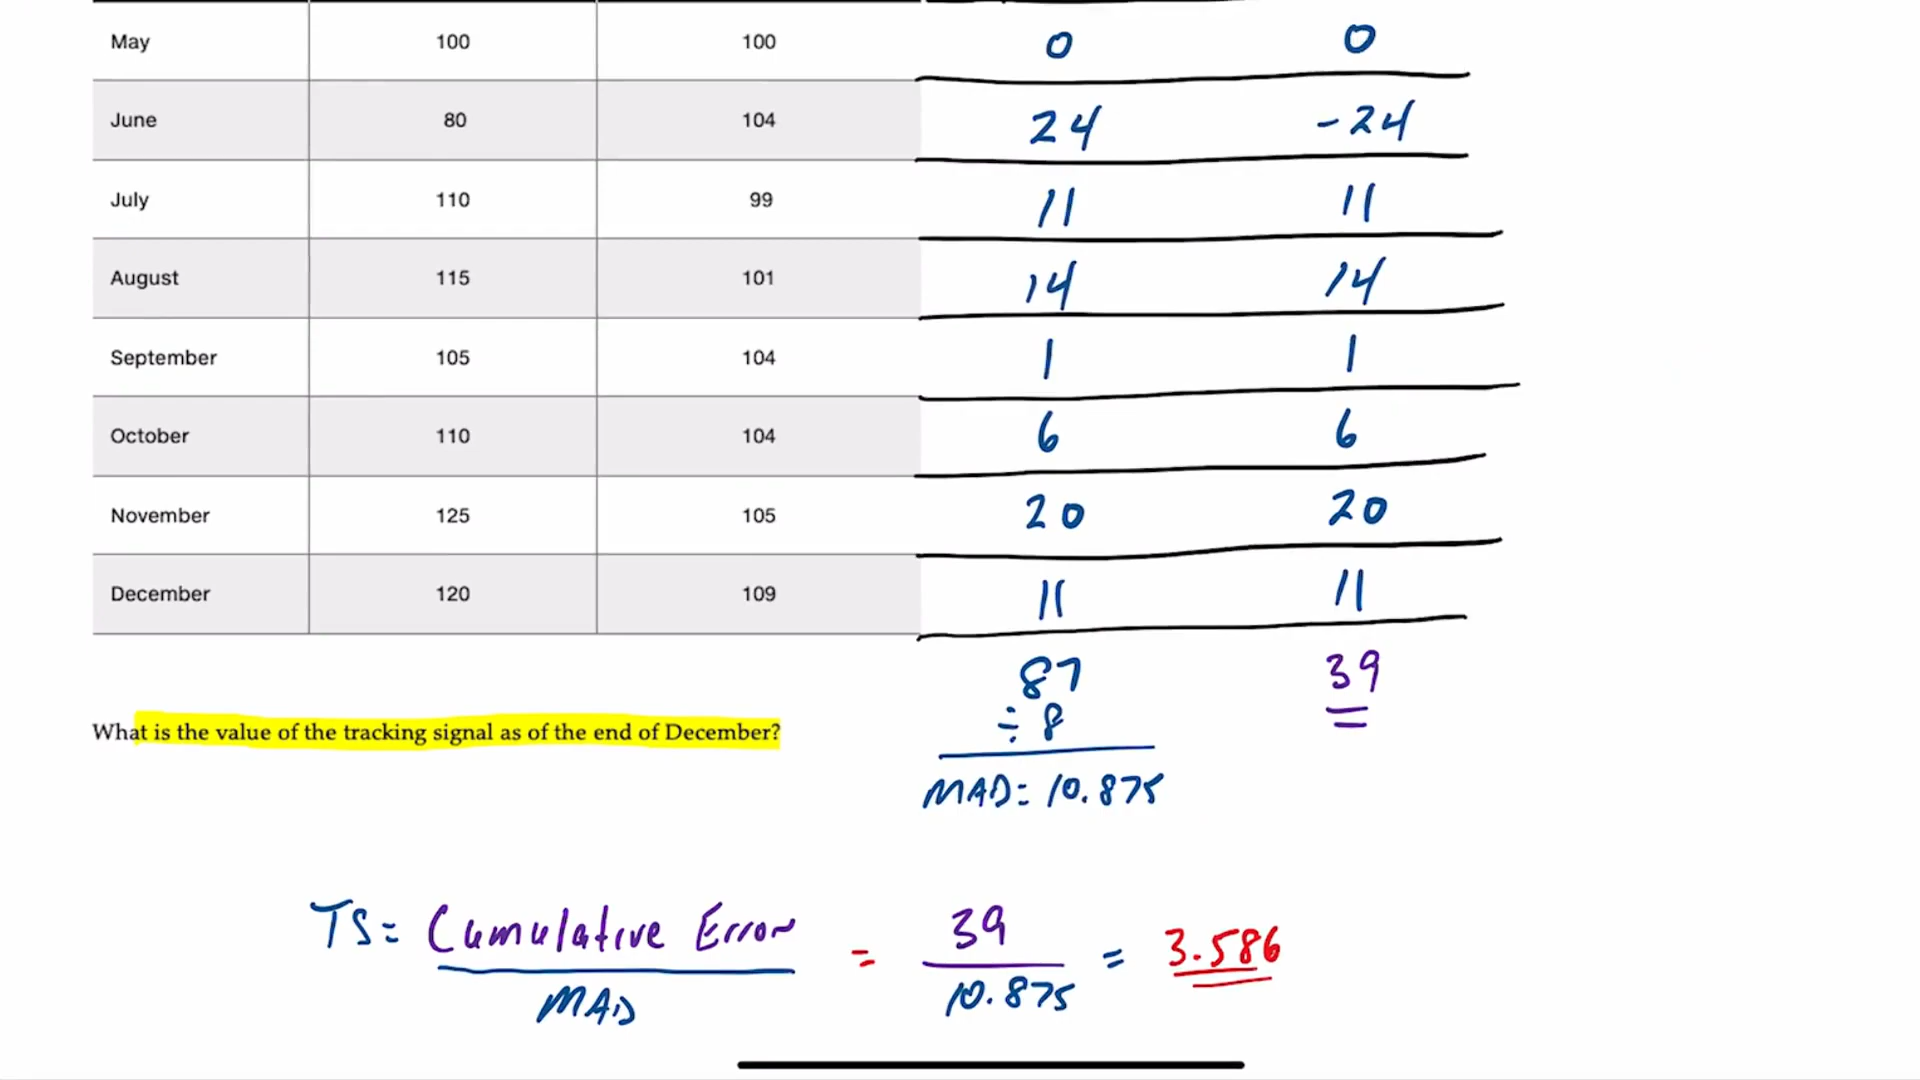 May 100 100 0 0
June 80 104 24 -24
July 110 99 11 11
August 115 101 14 14
September 105 104 1 1
October 110 104 6 6
November 125 105 20 20
December 120 109 11 11
87 39
÷ 8
What is the value of the tracking signal as of the end of December?
MAD= 10.875
TS= Cumulative Error = 39 = 3.586
MAD 10.875